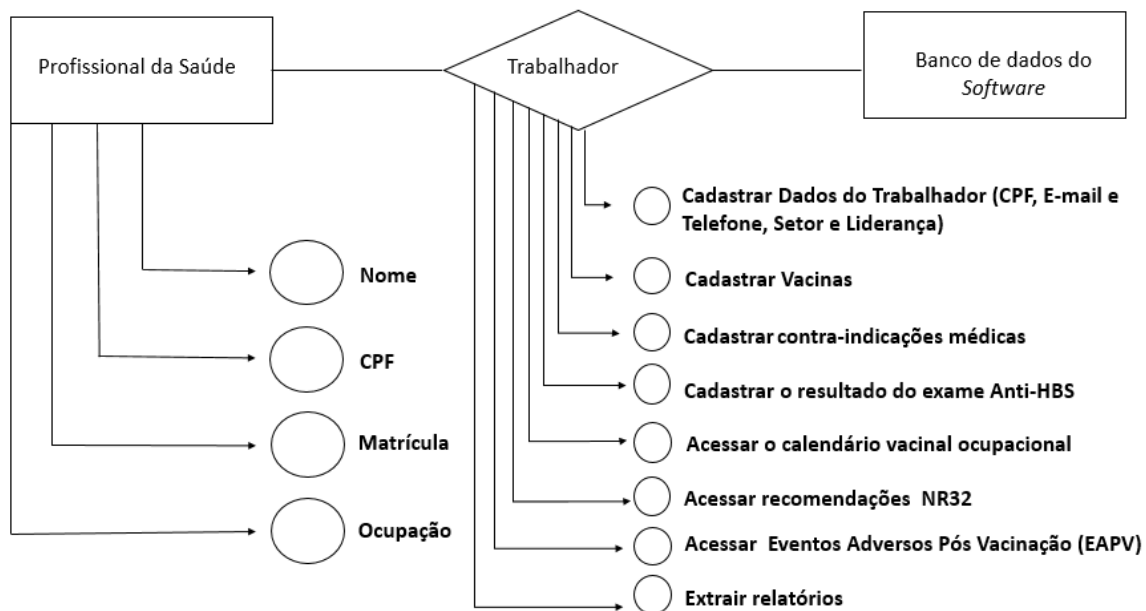 Profissional da Saúde
Trabalhador
Banco de dados do
Software
Nome
CPF
Matrícula
Ocupação
Cadastrar Dados do Trabalhador (CPF, E-mail e
Telefone, Setor e Liderança)
Cadastrar Vacinas
Cadastrar contra-indicações médicas
Cadastrar o resultado do exame Anti-HBS
Acessar o calendário vacinal ocupacional
Acessar recomendações NR32
Acessar Eventos Adversos Pós Vacinação (EAPV)
Extrair relatórios